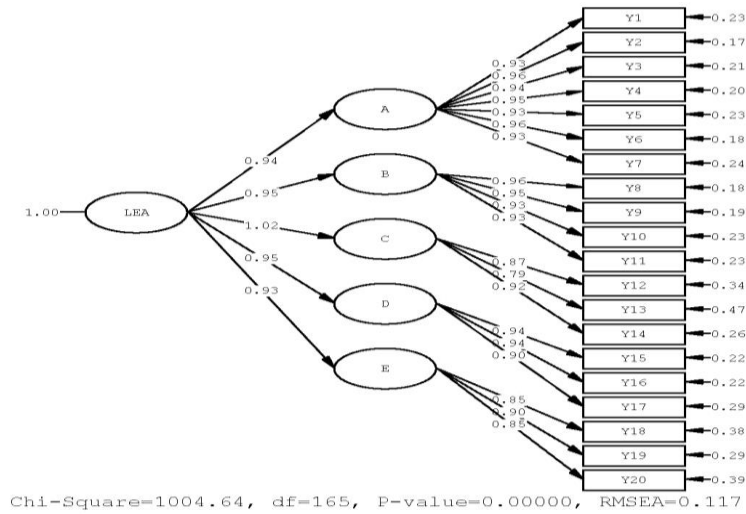 Y1 0.23
Y2 0.17
0.93
0.96
0.94
0.95
0.93
0.96
0.93
Y3 0.21
Y4 0.20
A
Y5 0.23
Y6 0.18
0.94
Y7 0.24
B
0.96
0.95
0.93
0.93
Y8 0.18
0.95
Y9 0.19
1.00 LEA
1.02
Y10 0.23
C
Y11 0.23
0.87
0.79
0.92
Y12 0.34
0.95
Y13 0.47
0.93
D
Y14 0.26
0.94
0.94
0.90
Y15 0.22
Y16 0.22
E
Y17 0.29
0.85
0.90
0.85
Y18 0.38
Y19 0.29
Y20 0.39
Chi-Square=1004.64, df=165, P-value=0.00000, RMSEA=0.117